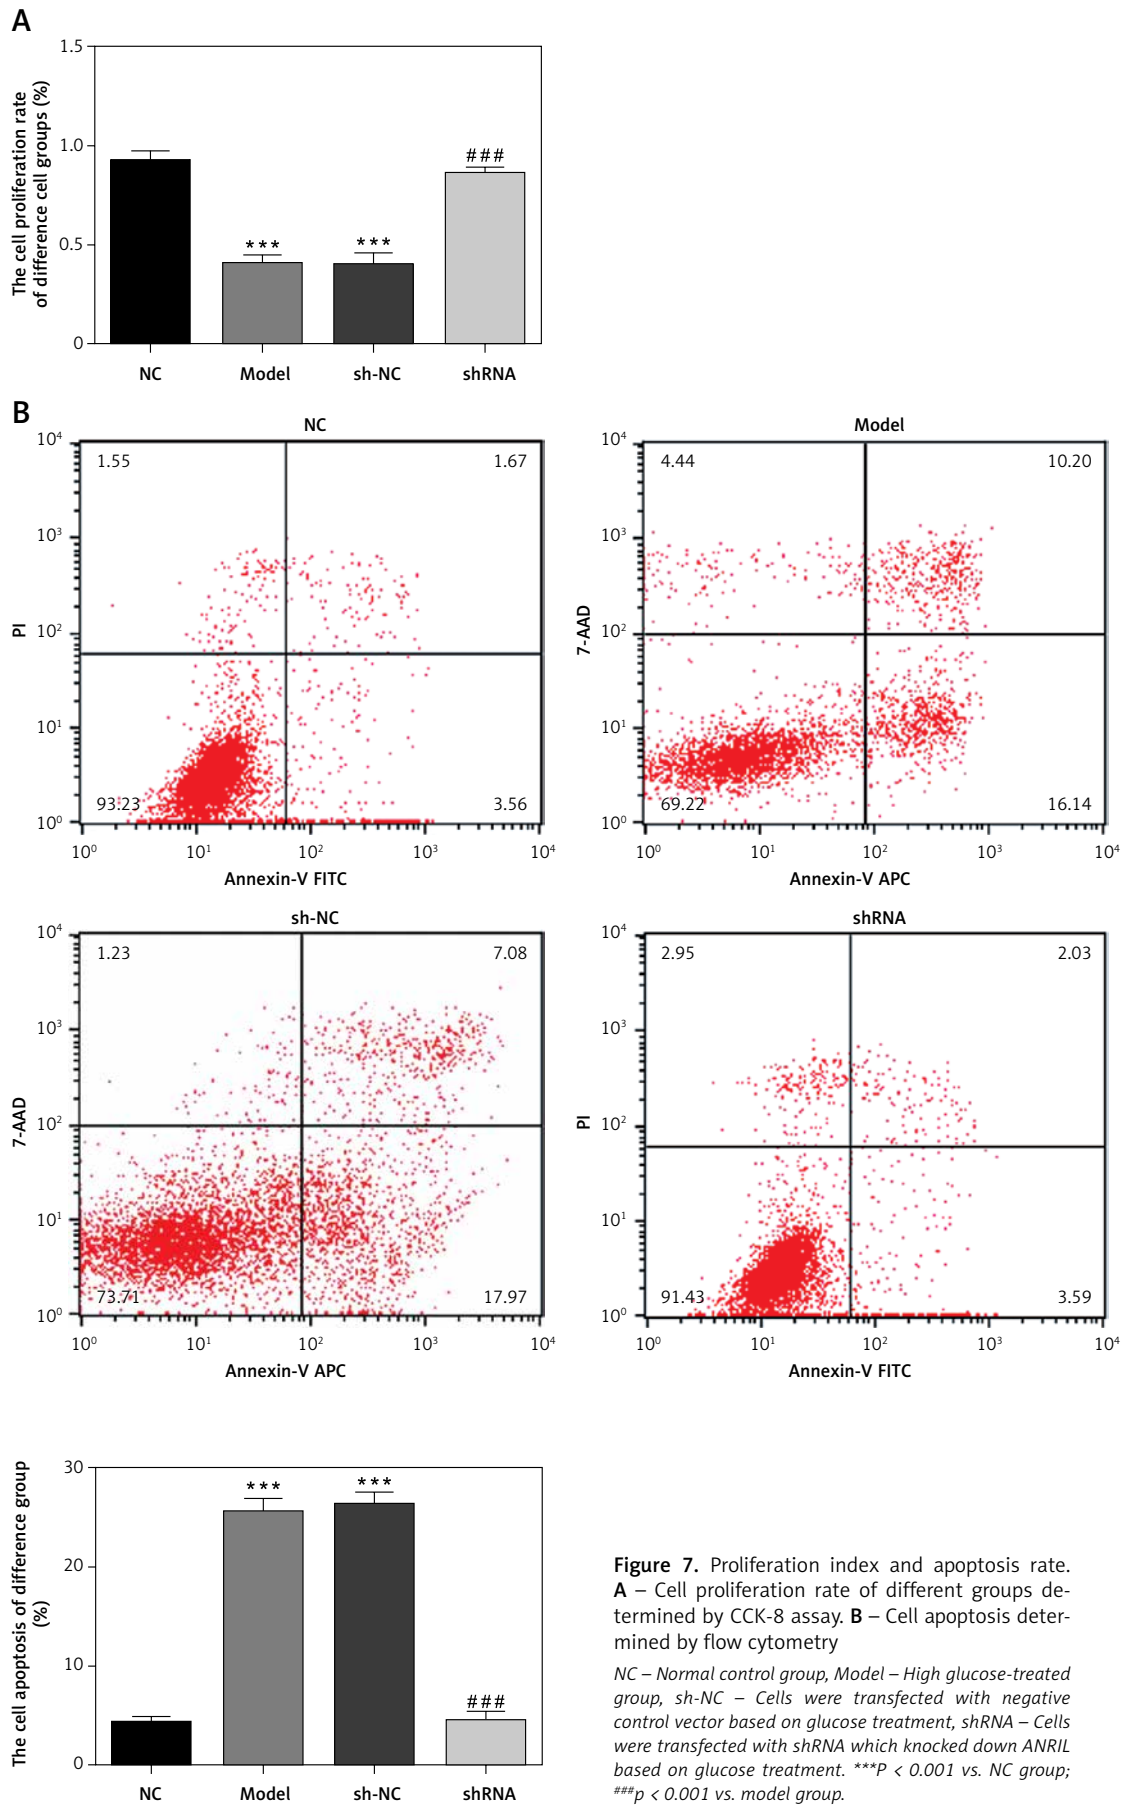 A
The cell proliferation rate
of difference cell groups (%)
1.5
1.0
0.5
0
***
***
###
NC Model sh-NC shRNA
B
NC
PI
10⁴
10³
10²
10¹
10⁰
1.55 1.67
93.23 3.56
10⁰ 10¹ 10² 10³ 10⁴
Annexin-V FITC
Model
7-AAD
10⁴
10³
10²
10¹
10⁰
4.44 10.20
69.22 16.14
10⁰ 10¹ 10² 10³ 10⁴
Annexin-V APC
sh-NC
7-AAD
10⁴
10³
10²
10¹
10⁰
1.23 7.08
73.71 17.97
10⁰ 10¹ 10² 10³ 10⁴
Annexin-V APC
shRNA
PI
10⁴
10³
10²
10¹
10⁰
2.95 2.03
91.43 3.59
10⁰ 10¹ 10² 10³ 10⁴
Annexin-V FITC
The cell apoptosis of difference group
(%)
30
20
10
0
***
***
###
NC Model sh-NC shRNA
Figure 7. Proliferation index and apoptosis rate.
A – Cell proliferation rate of different groups de-
termined by CCK-8 assay. B – Cell apoptosis deter-
mined by flow cytometry
NC – Normal control group, Model – High glucose-treated
group, sh-NC – Cells were transfected with negative
control vector based on glucose treatment, shRNA – Cells
were transfected with shRNA which knocked down ANRIL
based on glucose treatment. ***P < 0.001 vs. NC group;
###p < 0.001 vs. model group.